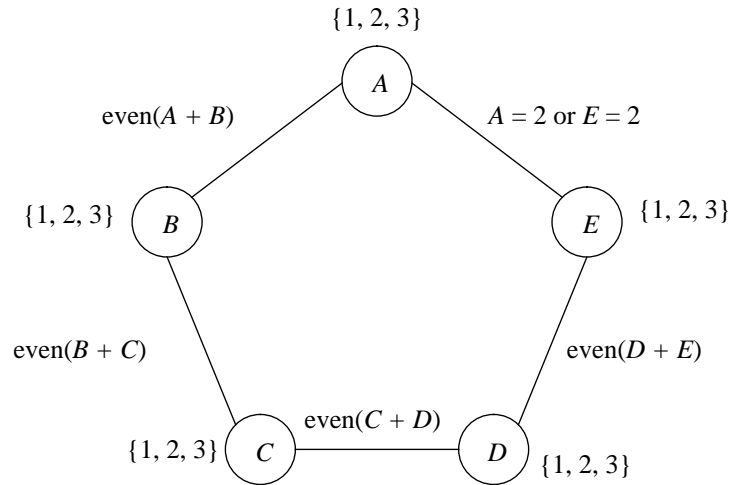 {1, 2, 3}
A
even(A + B)
A = 2 or E = 2
{1, 2, 3}
B
E
{1, 2, 3}
even(B + C)
even(D + E)
even(C + D)
{1, 2, 3}
C
D
{1, 2, 3}